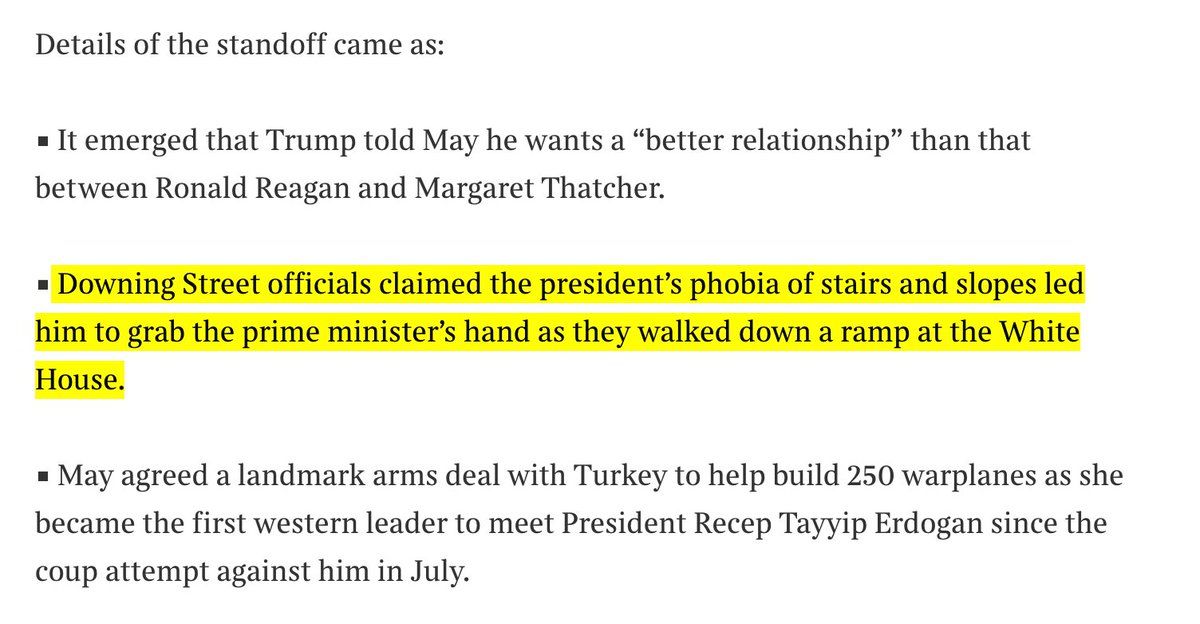 Details of the standoff came as:
▪ It emerged that Trump told May he wants a “better relationship” than that
between Ronald Reagan and Margaret Thatcher.
▪ Downing Street officials claimed the president’s phobia of stairs and slopes led
him to grab the prime minister’s hand as they walked down a ramp at the White
House.
▪ May agreed a landmark arms deal with Turkey to help build 250 warplanes as she
became the first western leader to meet President Recep Tayyip Erdogan since the
coup attempt against him in July.